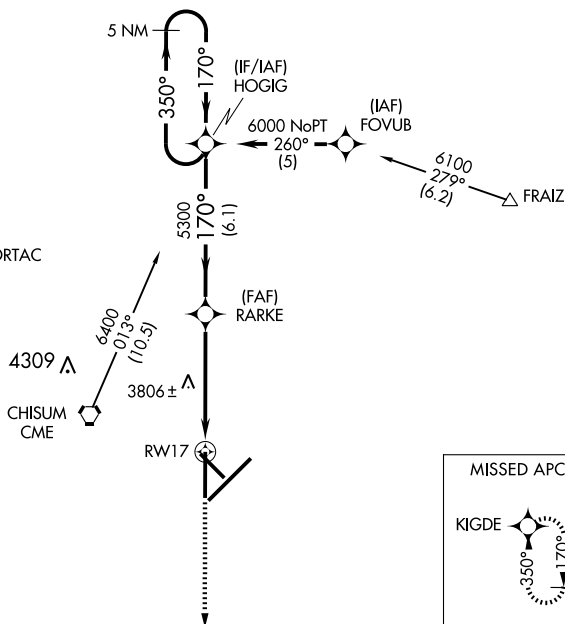 5 NM
350°
170°
(IF/IAF)
HOGIG
6000 NoPT
260°
(5)
(IAF)
FOVUB
6100
279°
(6.2)
FRAIZ
5300
170°
(6.1)
ORTAC
6400
013°
(10.5)
(FAF)
RARKE
4309
3806 ±
CHISUM
CME
RW17
MISSED APC
KIGDE
350°
170°